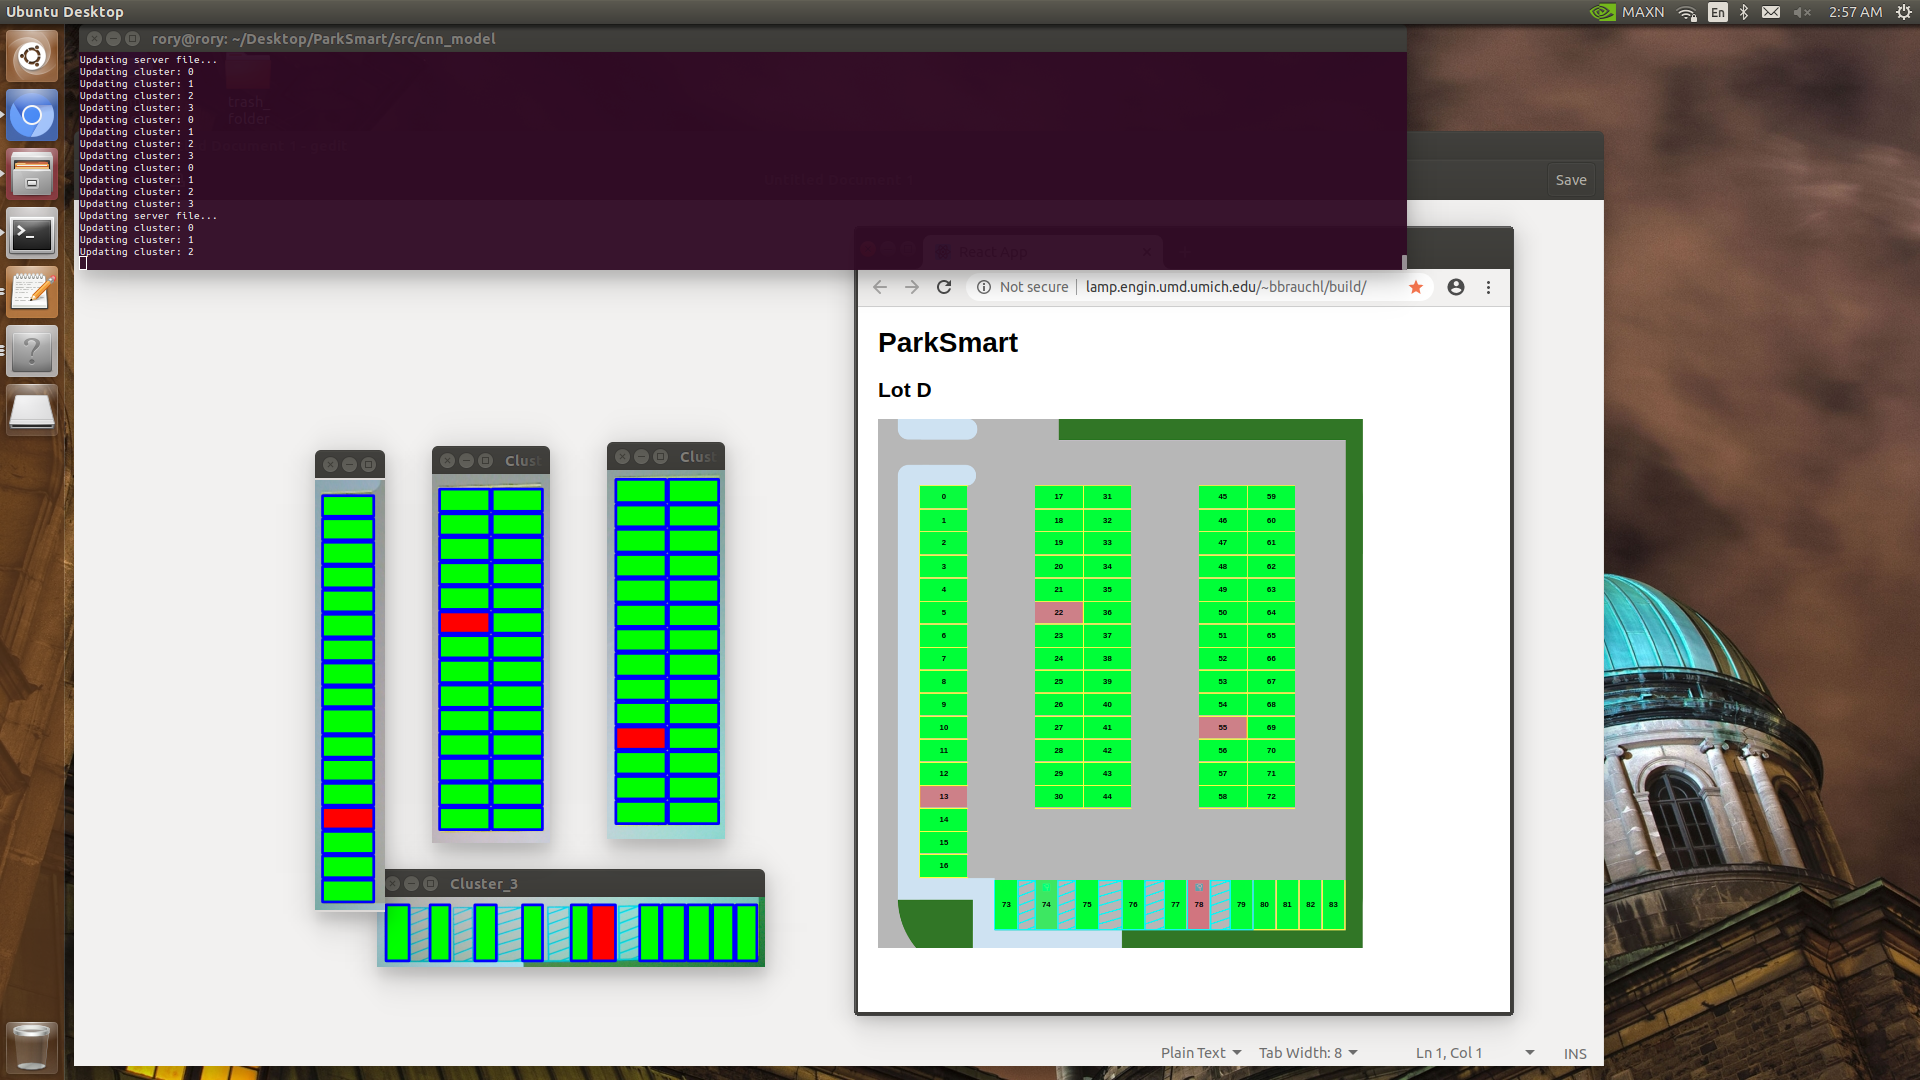 Ubuntu Desktop
MAXN
En
2:57 AM
rory@rory: ~/Desktop/ParkSmart/src/cnn_model
Updating server file...
Updating cluster: 0
Updating cluster: 1
Updating cluster: 2
Updating cluster: 3
Updating cluster: 0
Updating cluster: 1
Updating cluster: 2
Updating cluster: 3
Updating cluster: 0
Updating cluster: 1
Updating cluster: 2
Updating cluster: 3
Updating server file...
Updating cluster: 0
Updating cluster: 1
Updating cluster: 2
trash_
folder
Save
React App
Not secure
lamp.engin.umd.umich.edu/~bbrauchl/build/
ParkSmart
Lot D
0 17 31 45 59
1 18 32 46 60
2 19 33 47 61
3 20 34 48 62
4 21 35 49 63
5 22 36 50 64
6 23 37 51 65
7 24 38 52 66
8 25 39 53 67
9 26 40 54 68
10 27 41 55 69
11 28 42 56 70
12 29 43 57 71
13 30 44 58 72
14
15
16
73 74 75 76 77 78 79 80 81 82 83
Clust
Clust
Cluster_3
Plain Text
Tab Width: 8
Ln 1, Col 1
INS